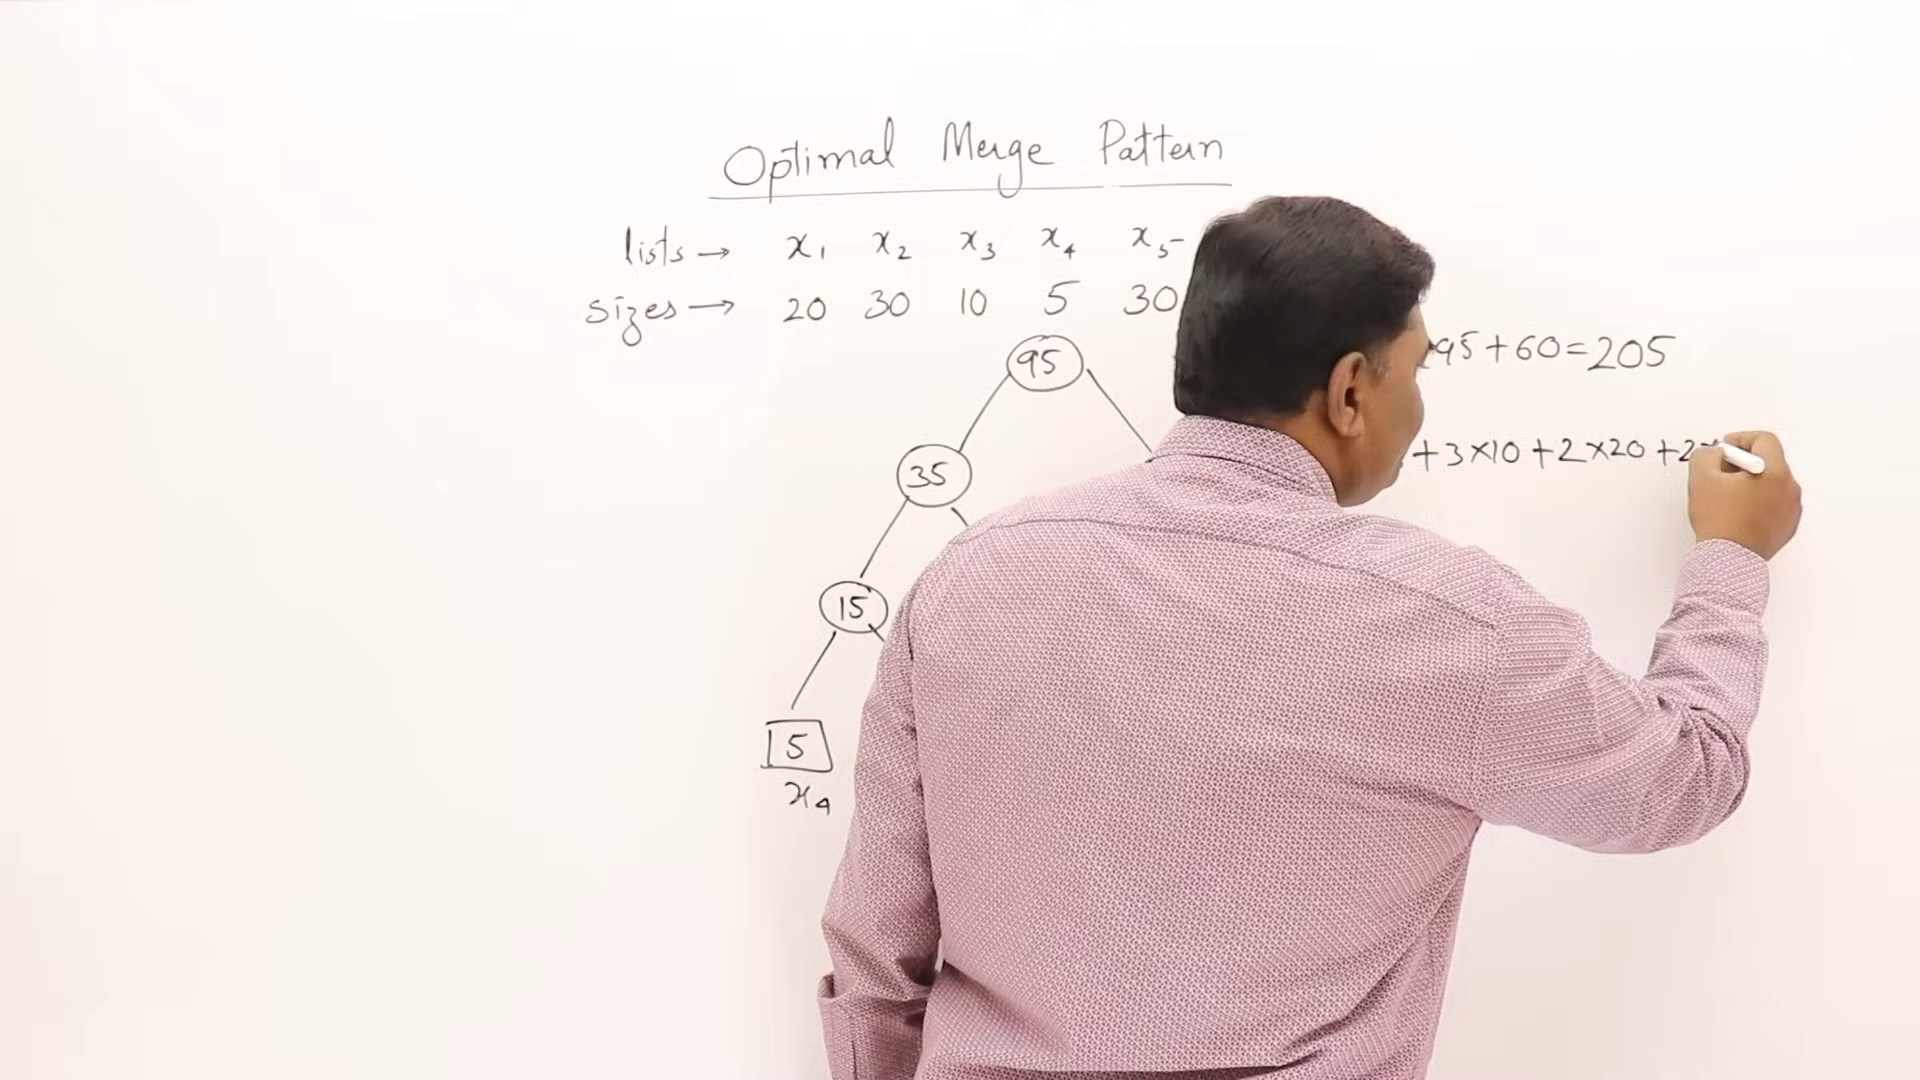 Optimal Merge Pattern
lists → x₁ x₂ x₃ x₄ x₅
sizes → 20 30 10 5 30
95
95+60=205
35
+3×10+2×20+2×
15
5
x₄